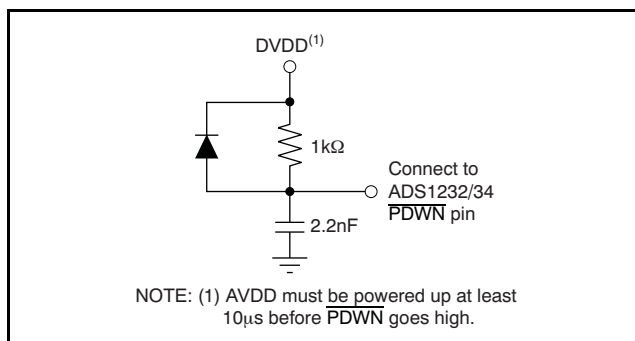 DVDD(1)
1kΩ
Connect to
ADS1232/34
PDWN pin
2.2nF
NOTE: (1) AVDD must be powered up at least
10μs before PDWN goes high.